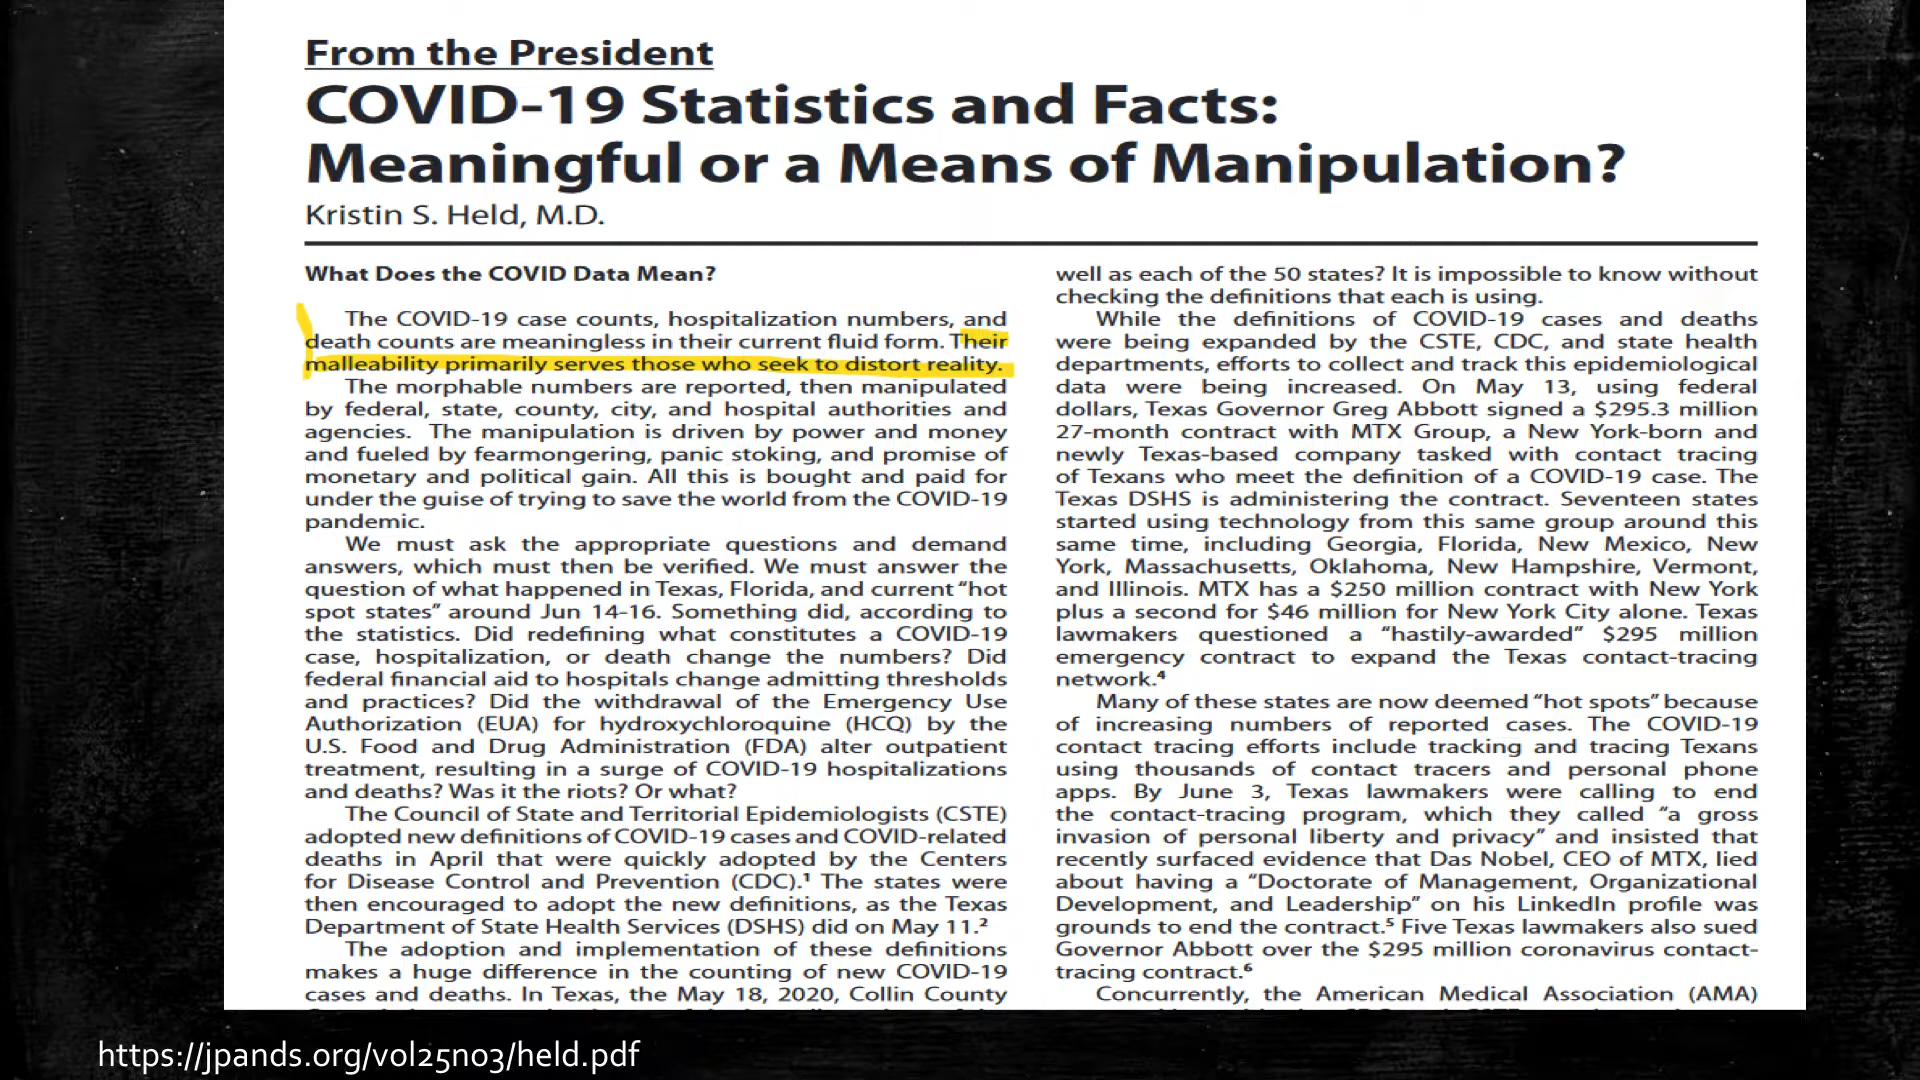 From the President
COVID-19 Statistics and Facts:
Meaningful or a Means of Manipulation?
Kristin S. Held, M.D.
What Does the COVID Data Mean?
The COVID-19 case counts, hospitalization numbers, and
death counts are meaningless in their current fluid form. Their
malleability primarily serves those who seek to distort reality.
The morphable numbers are reported, then manipulated
by federal, state, county, city, and hospital authorities and
agencies. The manipulation is driven by power and money
and fueled by fearmongering, panic stoking, and promise of
monetary and political gain. All this is bought and paid for
under the guise of trying to save the world from the COVID-19
pandemic.
We must ask the appropriate questions and demand
answers, which must then be verified. We must answer the
question of what happened in Texas, Florida, and current “hot
spot states” around Jun 14-16. Something did, according to
the statistics. Did redefining what constitutes a COVID-19
case, hospitalization, or death change the numbers? Did
federal financial aid to hospitals change admitting thresholds
and practices? Did the withdrawal of the Emergency Use
Authorization (EUA) for hydroxychloroquine (HCQ) by the
U.S. Food and Drug Administration (FDA) alter outpatient
treatment, resulting in a surge of COVID-19 hospitalizations
and deaths? Was it the riots? Or what?
The Council of State and Territorial Epidemiologists (CSTE)
adopted new definitions of COVID-19 cases and COVID-related
deaths in April that were quickly adopted by the Centers
for Disease Control and Prevention (CDC).¹ The states were
then encouraged to adopt the new definitions, as the Texas
Department of State Health Services (DSHS) did on May 11.²
The adoption and implementation of these definitions
makes a huge difference in the counting of new COVID-19
cases and deaths. In Texas, the May 18, 2020, Collin County
well as each of the 50 states? It is impossible to know without
checking the definitions that each is using.
While the definitions of COVID-19 cases and deaths
were being expanded by the CSTE, CDC, and state health
departments, efforts to collect and track this epidemiological
data were being increased. On May 13, using federal
dollars, Texas Governor Greg Abbott signed a $295.3 million
27-month contract with MTX Group, a New York-born and
newly Texas-based company tasked with contact tracing
of Texans who meet the definition of a COVID-19 case. The
Texas DSHS is administering the contract. Seventeen states
started using technology from this same group around this
same time, including Georgia, Florida, New Mexico, New
York, Massachusetts, Oklahoma, New Hampshire, Vermont,
and Illinois. MTX has a $250 million contract with New York
plus a second for $46 million for New York City alone. Texas
lawmakers questioned a “hastily-awarded” $295 million
emergency contract to expand the Texas contact-tracing
network.⁴
Many of these states are now deemed “hot spots” because
of increasing numbers of reported cases. The COVID-19
contact tracing efforts include tracking and tracing Texans
using thousands of contact tracers and personal phone
apps. By June 3, Texas lawmakers were calling to end
the contact-tracing program, which they called “a gross
invasion of personal liberty and privacy” and insisted that
recently surfaced evidence that Das Nobel, CEO of MTX, lied
about having a “Doctorate of Management, Organizational
Development, and Leadership” on his LinkedIn profile was
grounds to end the contract.⁵ Five Texas lawmakers also sued
Governor Abbott over the $295 million coronavirus contact-
tracing contract.⁶
Concurrently, the American Medical Association (AMA)
https://jpands.org/vol25no3/held.pdf